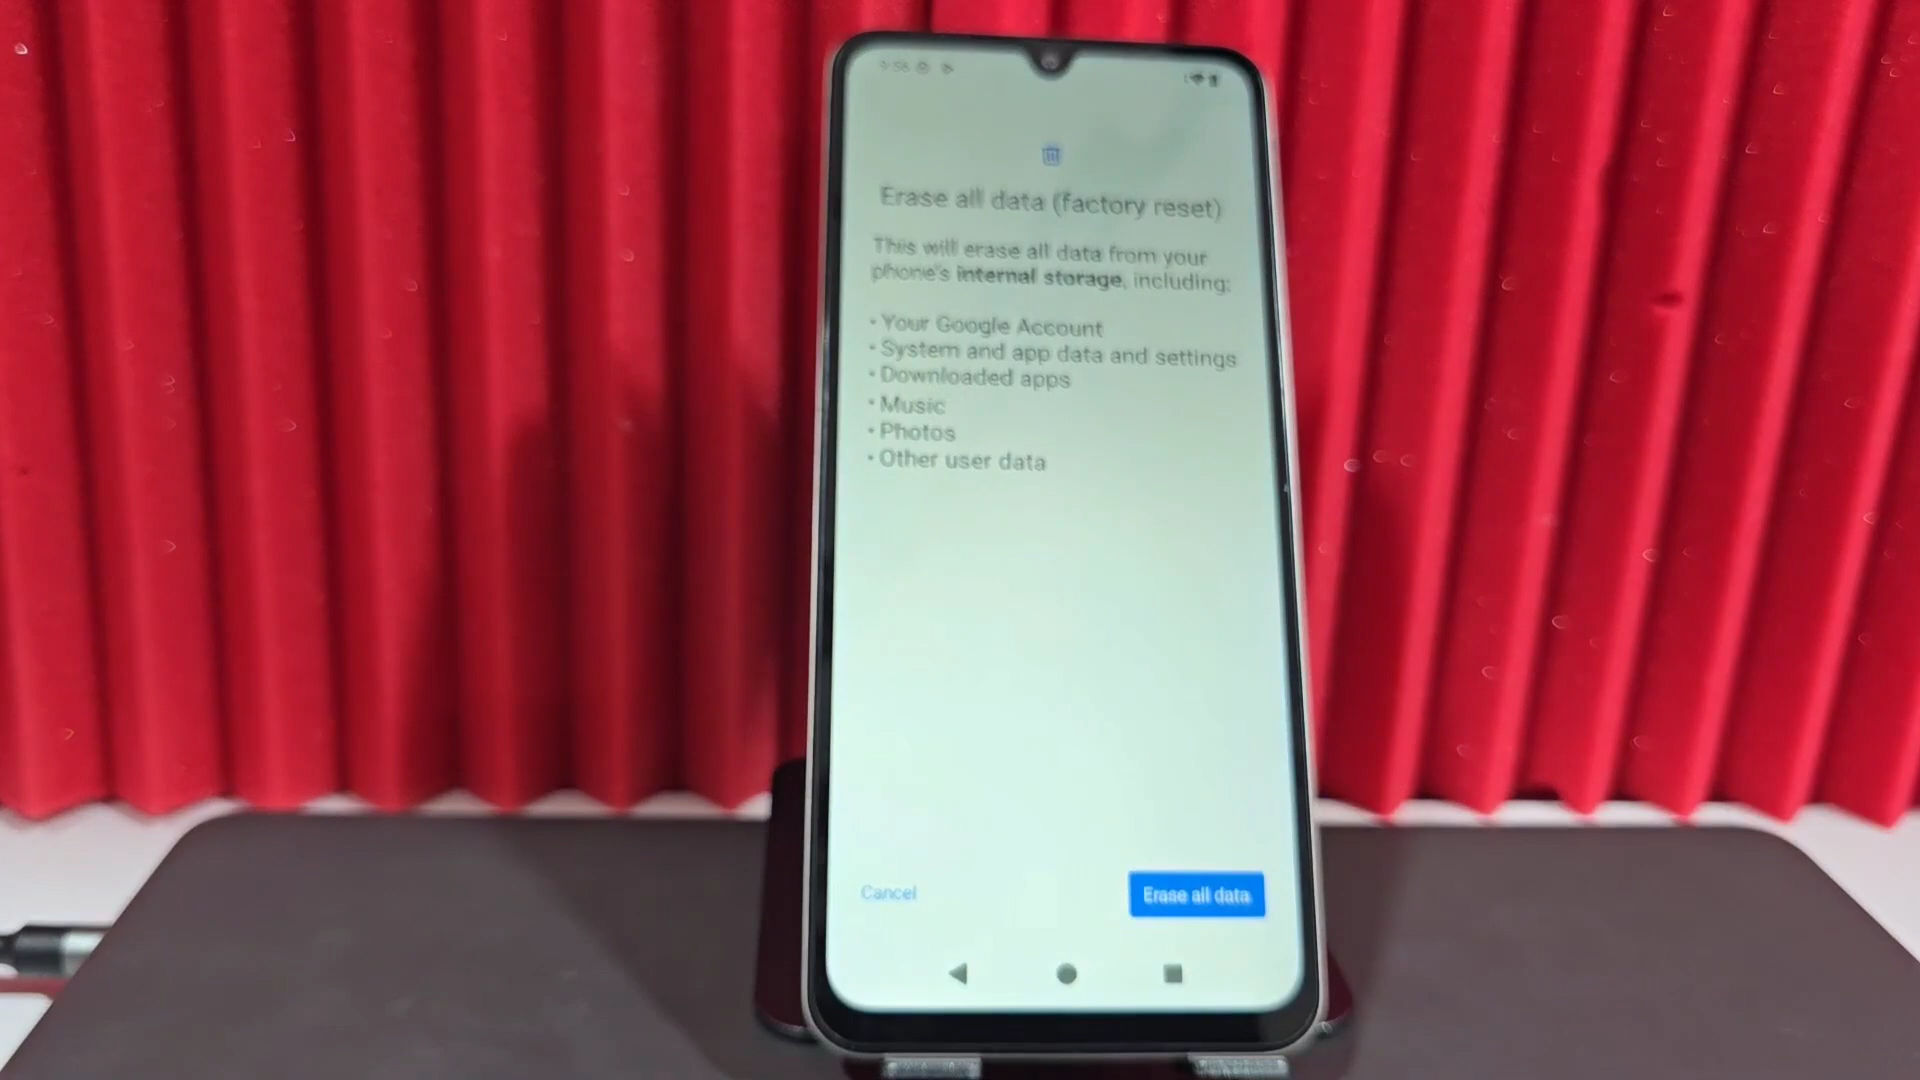 Erase all data (factory reset)
This will erase all data from your
phone's internal storage, including:
• Your Google Account
• System and app data and settings
• Downloaded apps
• Music
• Photos
• Other user data
Cancel
Erase all data